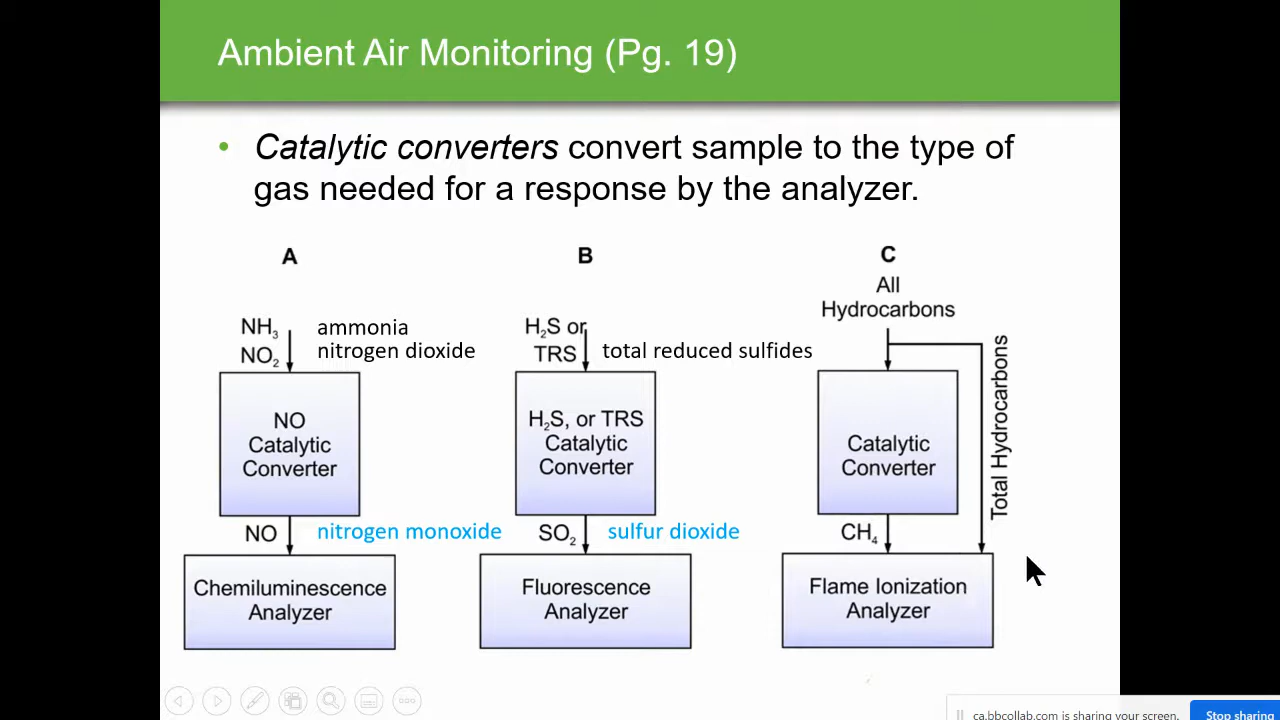 Ambient Air Monitoring (Pg. 19)
• Catalytic converters convert sample to the type of
gas needed for a response by the analyzer.
A
NH₃
NO₂
ammonia
nitrogen dioxide
NO
Catalytic
Converter
NO
nitrogen monoxide
Chemiluminescence
Analyzer
B
H₂S or
TRS
total reduced sulfides
H₂S, or TRS
Catalytic
Converter
SO₂
sulfur dioxide
Fluorescence
Analyzer
C
All
Hydrocarbons
Total Hydrocarbons
Catalytic
Converter
CH₄
Flame Ionization
Analyzer
ca.bbcollab.com is sharing your screen.
Stop sharing